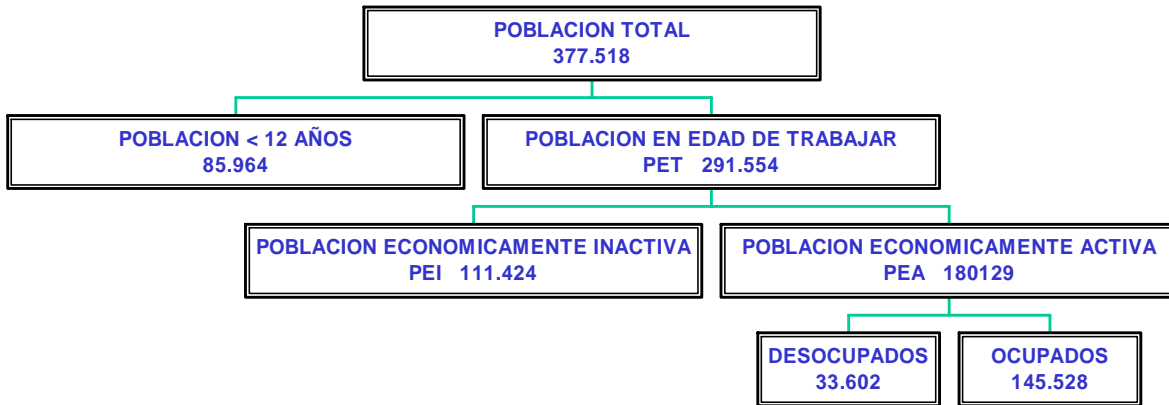 POBLACION TOTAL
377.518
POBLACION < 12 AÑOS
85.964
POBLACION EN EDAD DE TRABAJAR
PET 291.554
POBLACION ECONOMICAMENTE INACTIVA
PEI 111.424
POBLACION ECONOMICAMENTE ACTIVA
PEA 180129
DESOCUPADOS
33.602
OCUPADOS
145.528